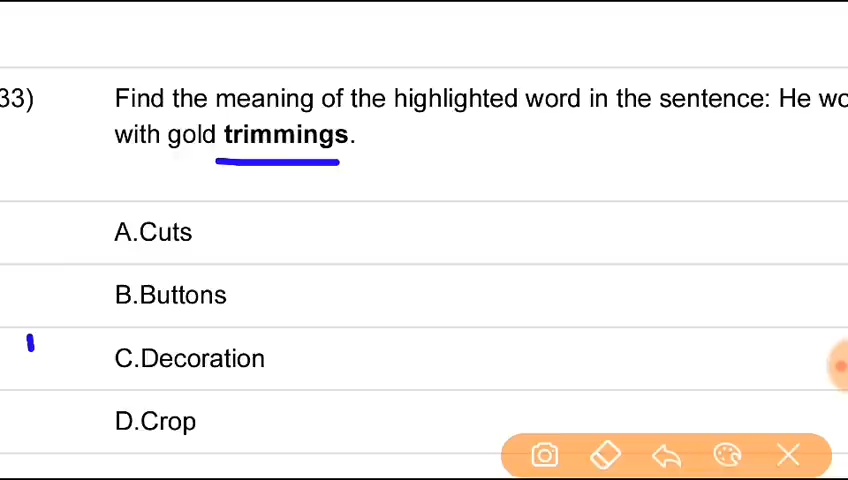 33) Find the meaning of the highlighted word in the sentence: He
with gold trimmings.
A.Cuts
B.Buttons
C.Decoration
D.Crop